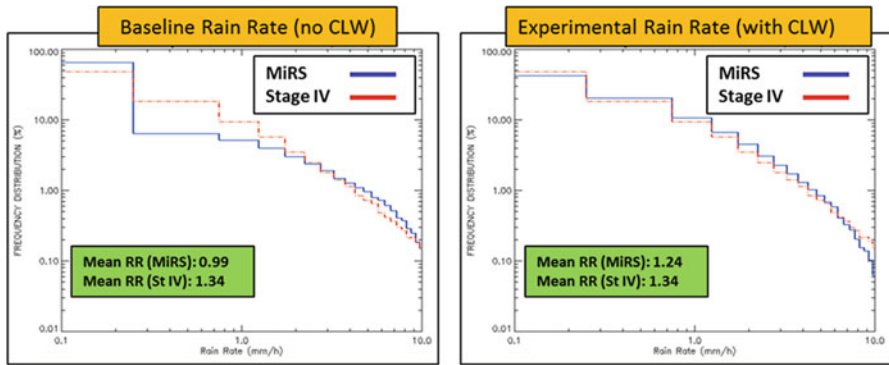 Baseline Rain Rate (no CLW)
100.00
10.00
1.00
0.10
0.01
FREQUENCY DISTRIBUTION (%)
MiRS
Stage IV
Mean RR (MiRS): 0.99
Mean RR (St IV): 1.34
0.1
1.0
10.0
Rain Rate (mm/h)
Experimental Rain Rate (with CLW)
100.00
10.00
1.00
0.10
0.01
FREQUENCY DISTRIBUTION (%)
MiRS
Stage IV
Mean RR (MiRS): 1.24
Mean RR (St IV): 1.34
0.1
1.0
10.0
Rain Rate (mm/h)